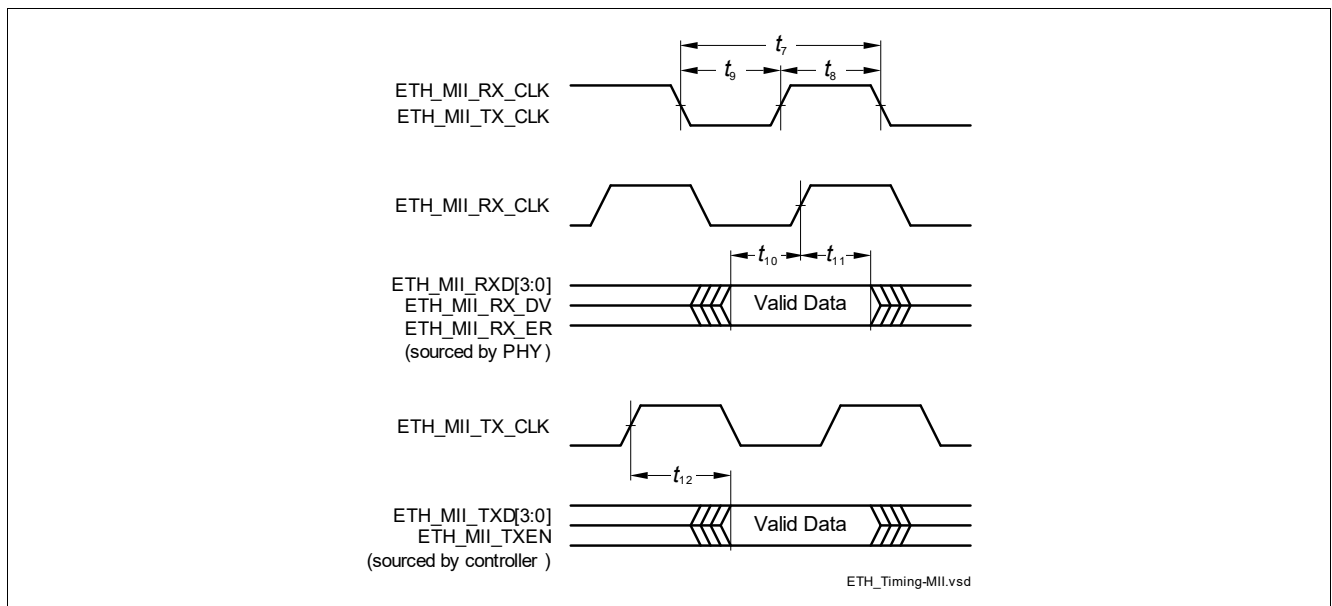 t7
t9 t8
ETH_MII_RX_CLK
ETH_MII_TX_CLK
ETH_MII_RX_CLK
t10 t11
ETH_MII_RXD[3:0]
ETH_MII_RX_DV
ETH_MII_RX_ER
(sourced by PHY )
Valid Data
ETH_MII_TX_CLK
t12
ETH_MII_TXD[3:0]
ETH_MII_TXEN
(sourced by controller )
Valid Data
ETH_Timing-MII.vsd